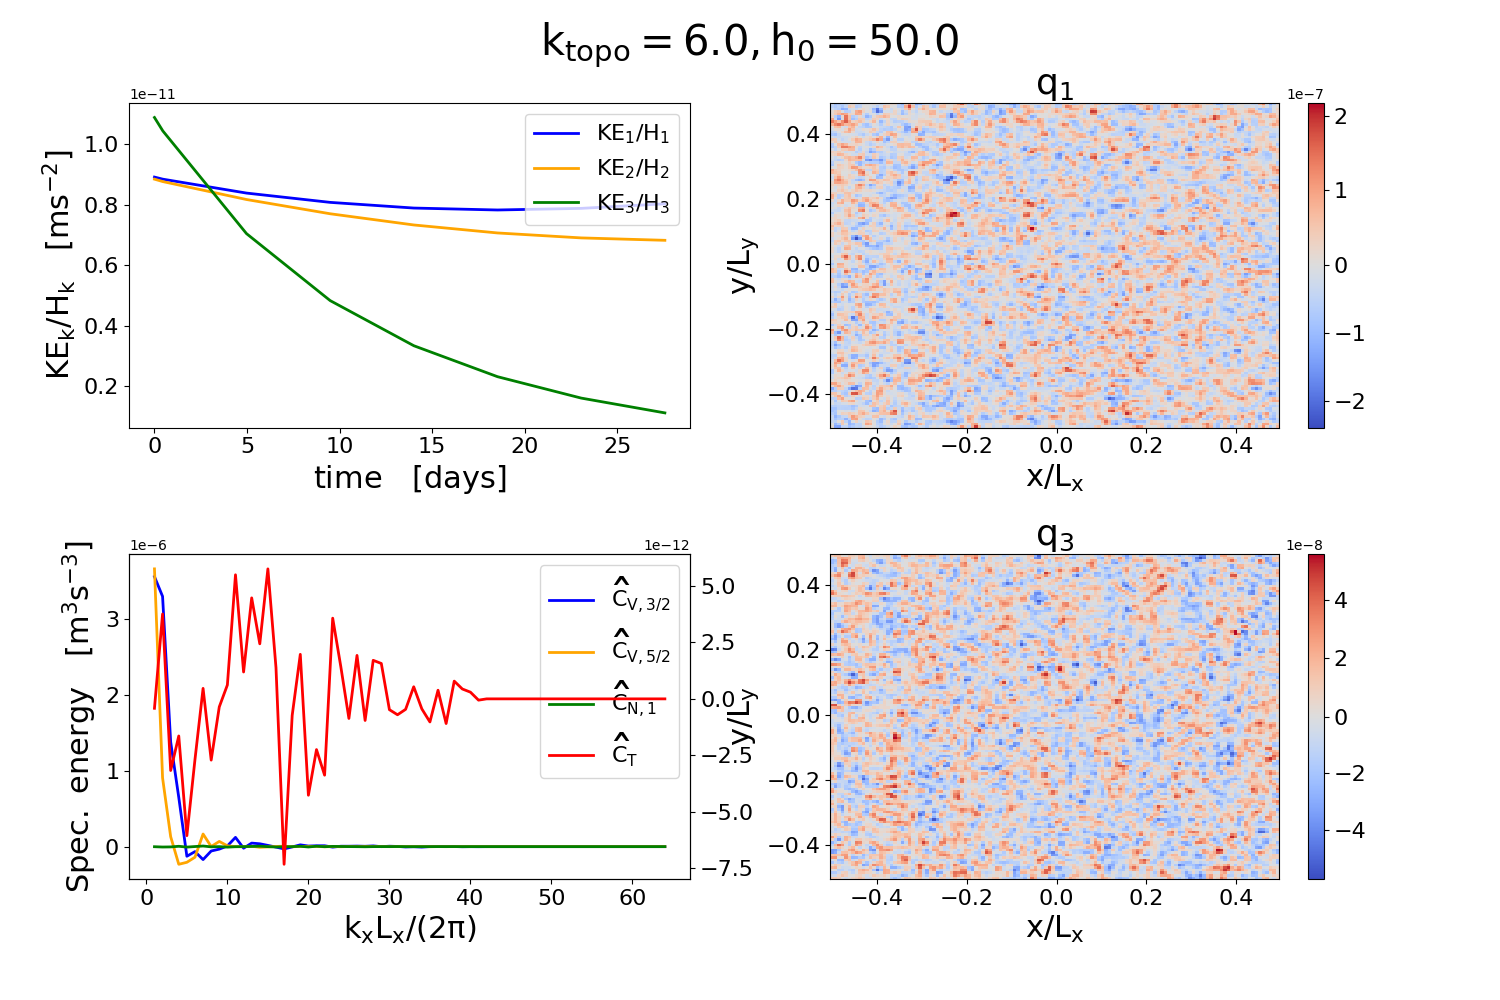 k_topo = 6.0, h_0 = 50.0
1e−11
KE_k/H_k [ms^−2]
1.0
0.8
0.6
0.4
0.2
0 5 10 15 20 25
time [days]
KE_1/H_1
KE_2/H_2
KE_3/H_3
q_1
1e−7
y/L_y
0.4
0.2
0.0
−0.2
−0.4
−0.4 −0.2 0.0 0.2 0.4
x/L_x
2
1
0
−1
−2
1e−6
1e−12
Spec. energy [m^3s^−3]
3
2
1
0
0 10 20 30 40 50 60
k_xL_x/(2π)
Ĉ_V,3/2
Ĉ_V,5/2
Ĉ_N,1
Ĉ_T
5.0
2.5
0.0
−2.5
−5.0
−7.5
q_3
1e−8
y/L_y
0.4
0.2
0.0
−0.2
−0.4
−0.4 −0.2 0.0 0.2 0.4
x/L_x
4
2
0
−2
−4